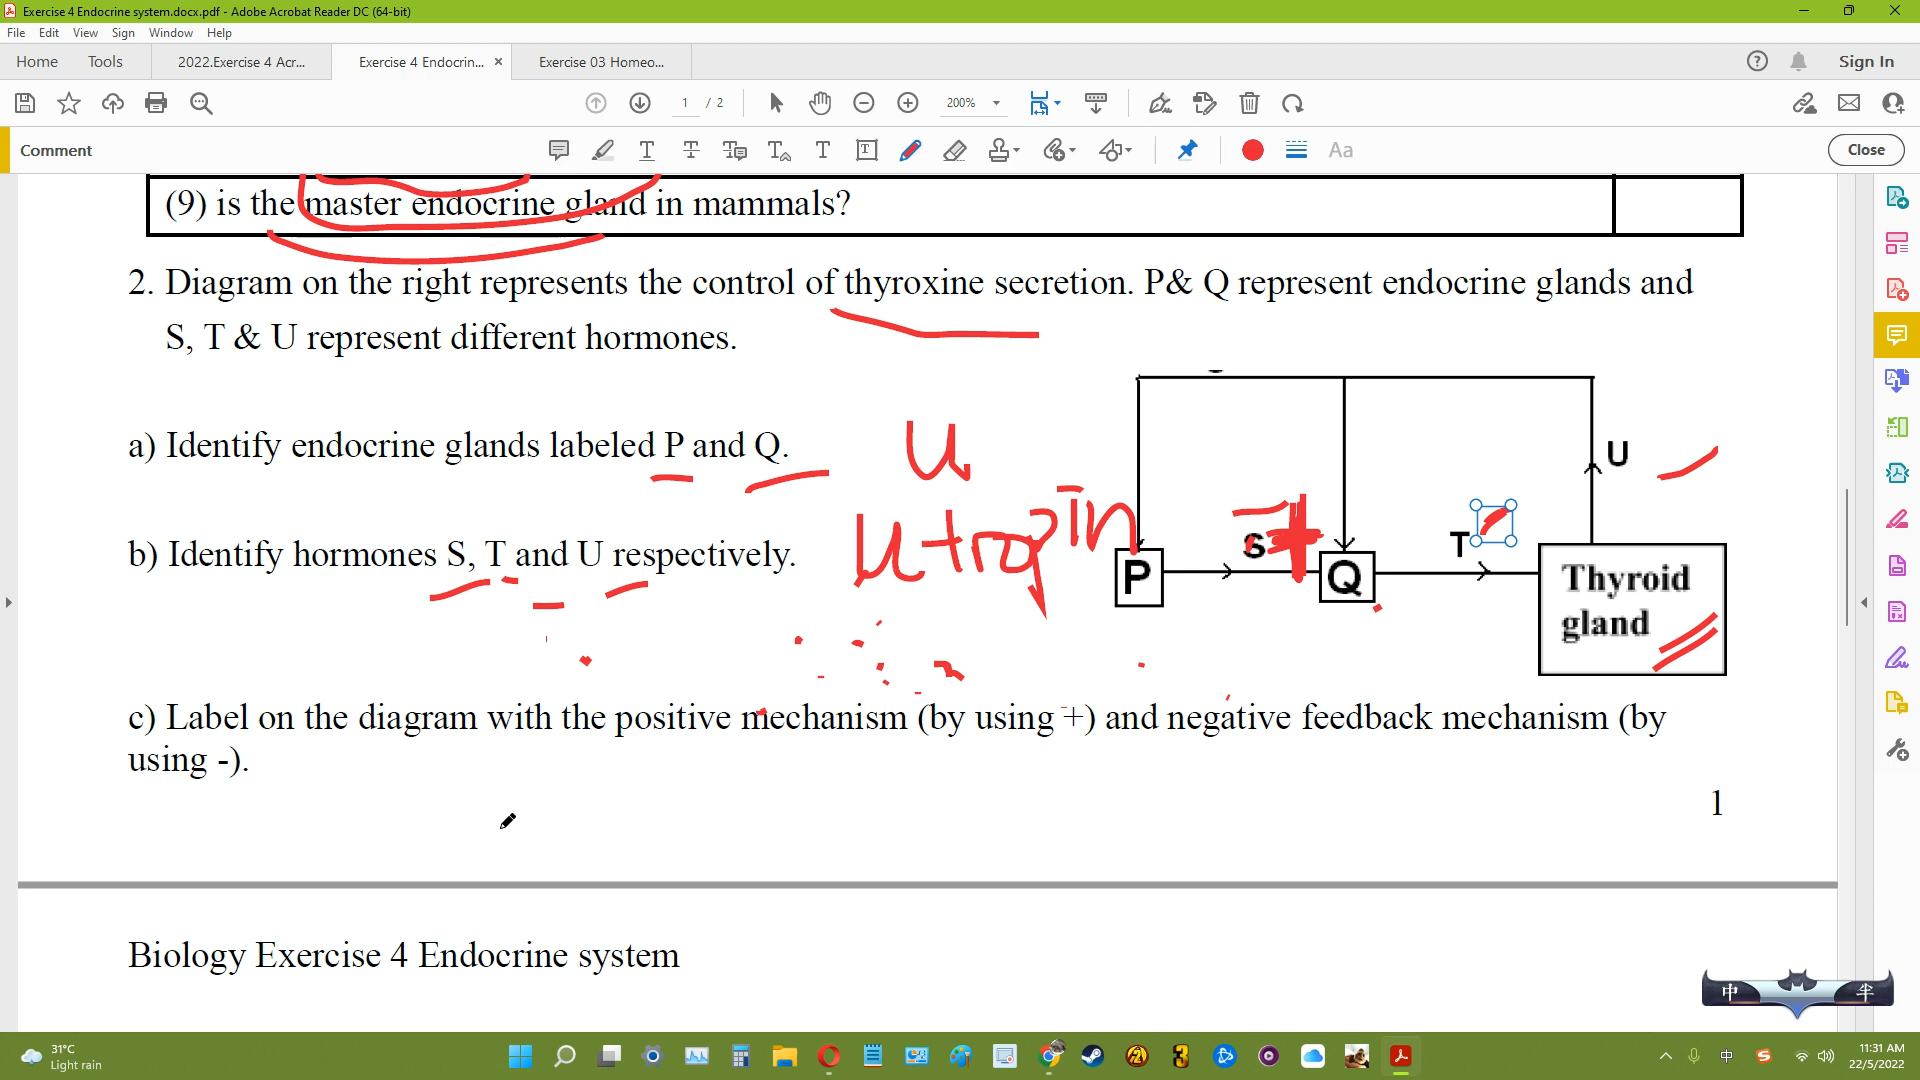 Exercise 4 Endocrine system.docx.pdf - Adobe Acrobat Reader DC (64-bit)
File Edit View Sign Window Help
Home Tools 2022.Exercise 4 Acr... Exercise 4 Endocrin... × Exercise 03 Homeo... Sign In
1 / 2 200%
Comment Aa Close
(9) is the master endocrine gland in mammals?
2. Diagram on the right represents the control of thyroxine secretion. P& Q represent endocrine glands and
S, T & U represent different hormones.
a) Identify endocrine glands labeled P and Q.
U
b) Identify hormones S, T and U respectively.
P
S
Q
T
U
Thyroid
gland
c) Label on the diagram with the positive mechanism (by using +) and negative feedback mechanism (by
using -).
1
Biology Exercise 4 Endocrine system
中
31°C
Light rain
中
11:31 AM
22/5/2022